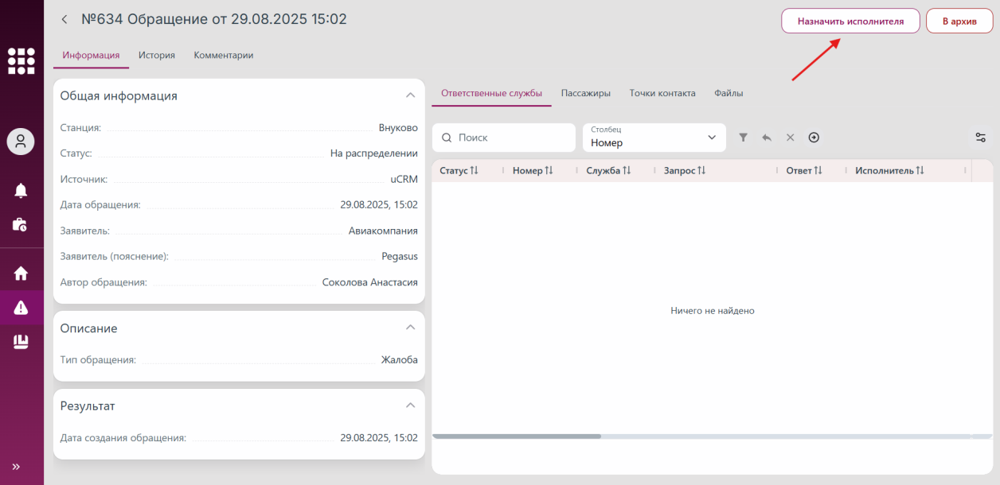 №634 Обращение от 29.08.2025 15:02
Назначить исполнителя
В архив
Информация
История
Комментарии
Общая информация
Станция: Внуково
Статус: На распределении
Источник: uCRM
Дата обращения: 29.08.2025, 15:02
Заявитель: Авиакомпания
Заявитель (пояснение): Pegasus
Автор обращения: Соколова Анастасия
Описание
Тип обращения: Жалоба
Результат
Дата создания обращения: 29.08.2025, 15:02
Ответственные службы
Пассажиры
Точки контакта
Файлы
Поиск
Столбец
Номер
Статус
Номер
Служба
Запрос
Ответ
Исполнитель
Ничего не найдено